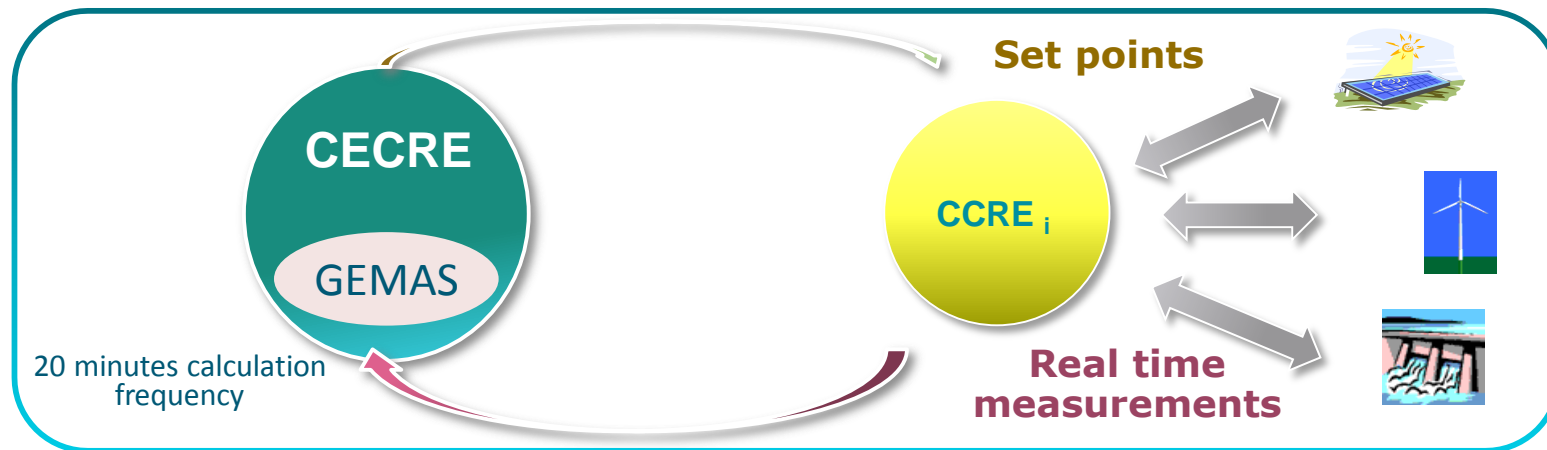 Set points
CECRE
CCRE i
GEMAS
20 minutes calculation
frequency
Real time
measurements